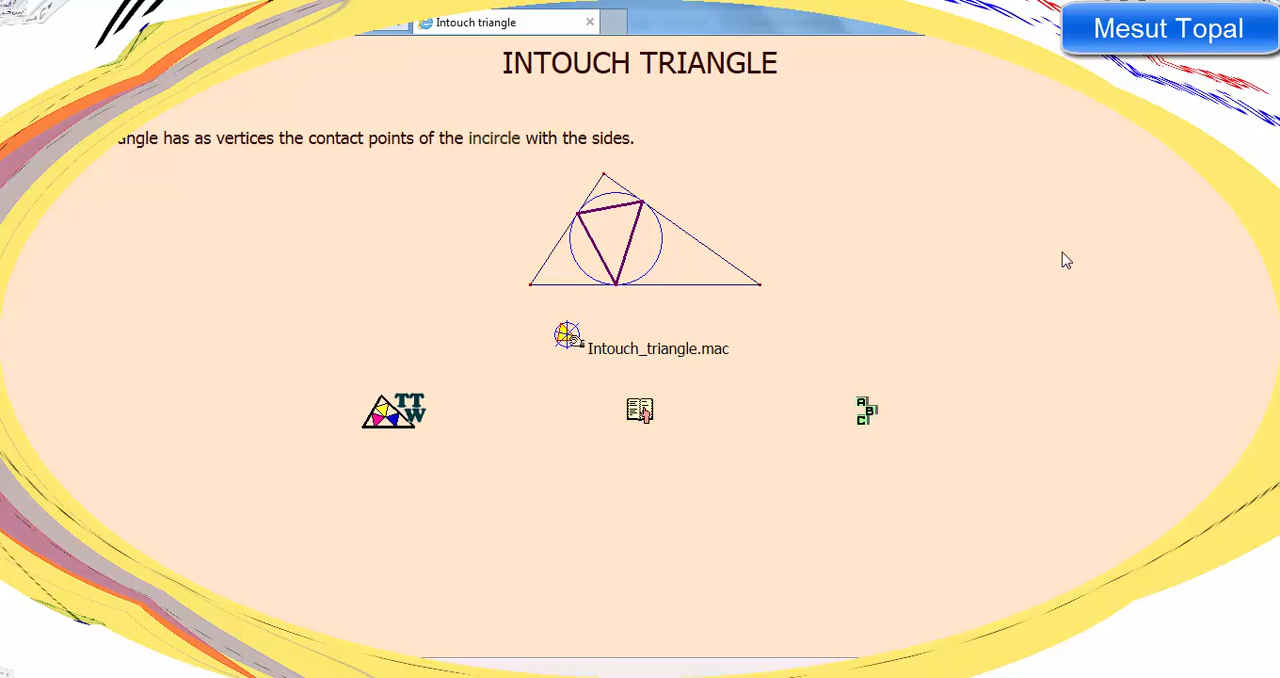 Intouch triangle
Mesut Topal
INTOUCH TRIANGLE
angle has as vertices the contact points of the incircle with the sides.
Intouch_triangle.mac
TT
W
A
B
C